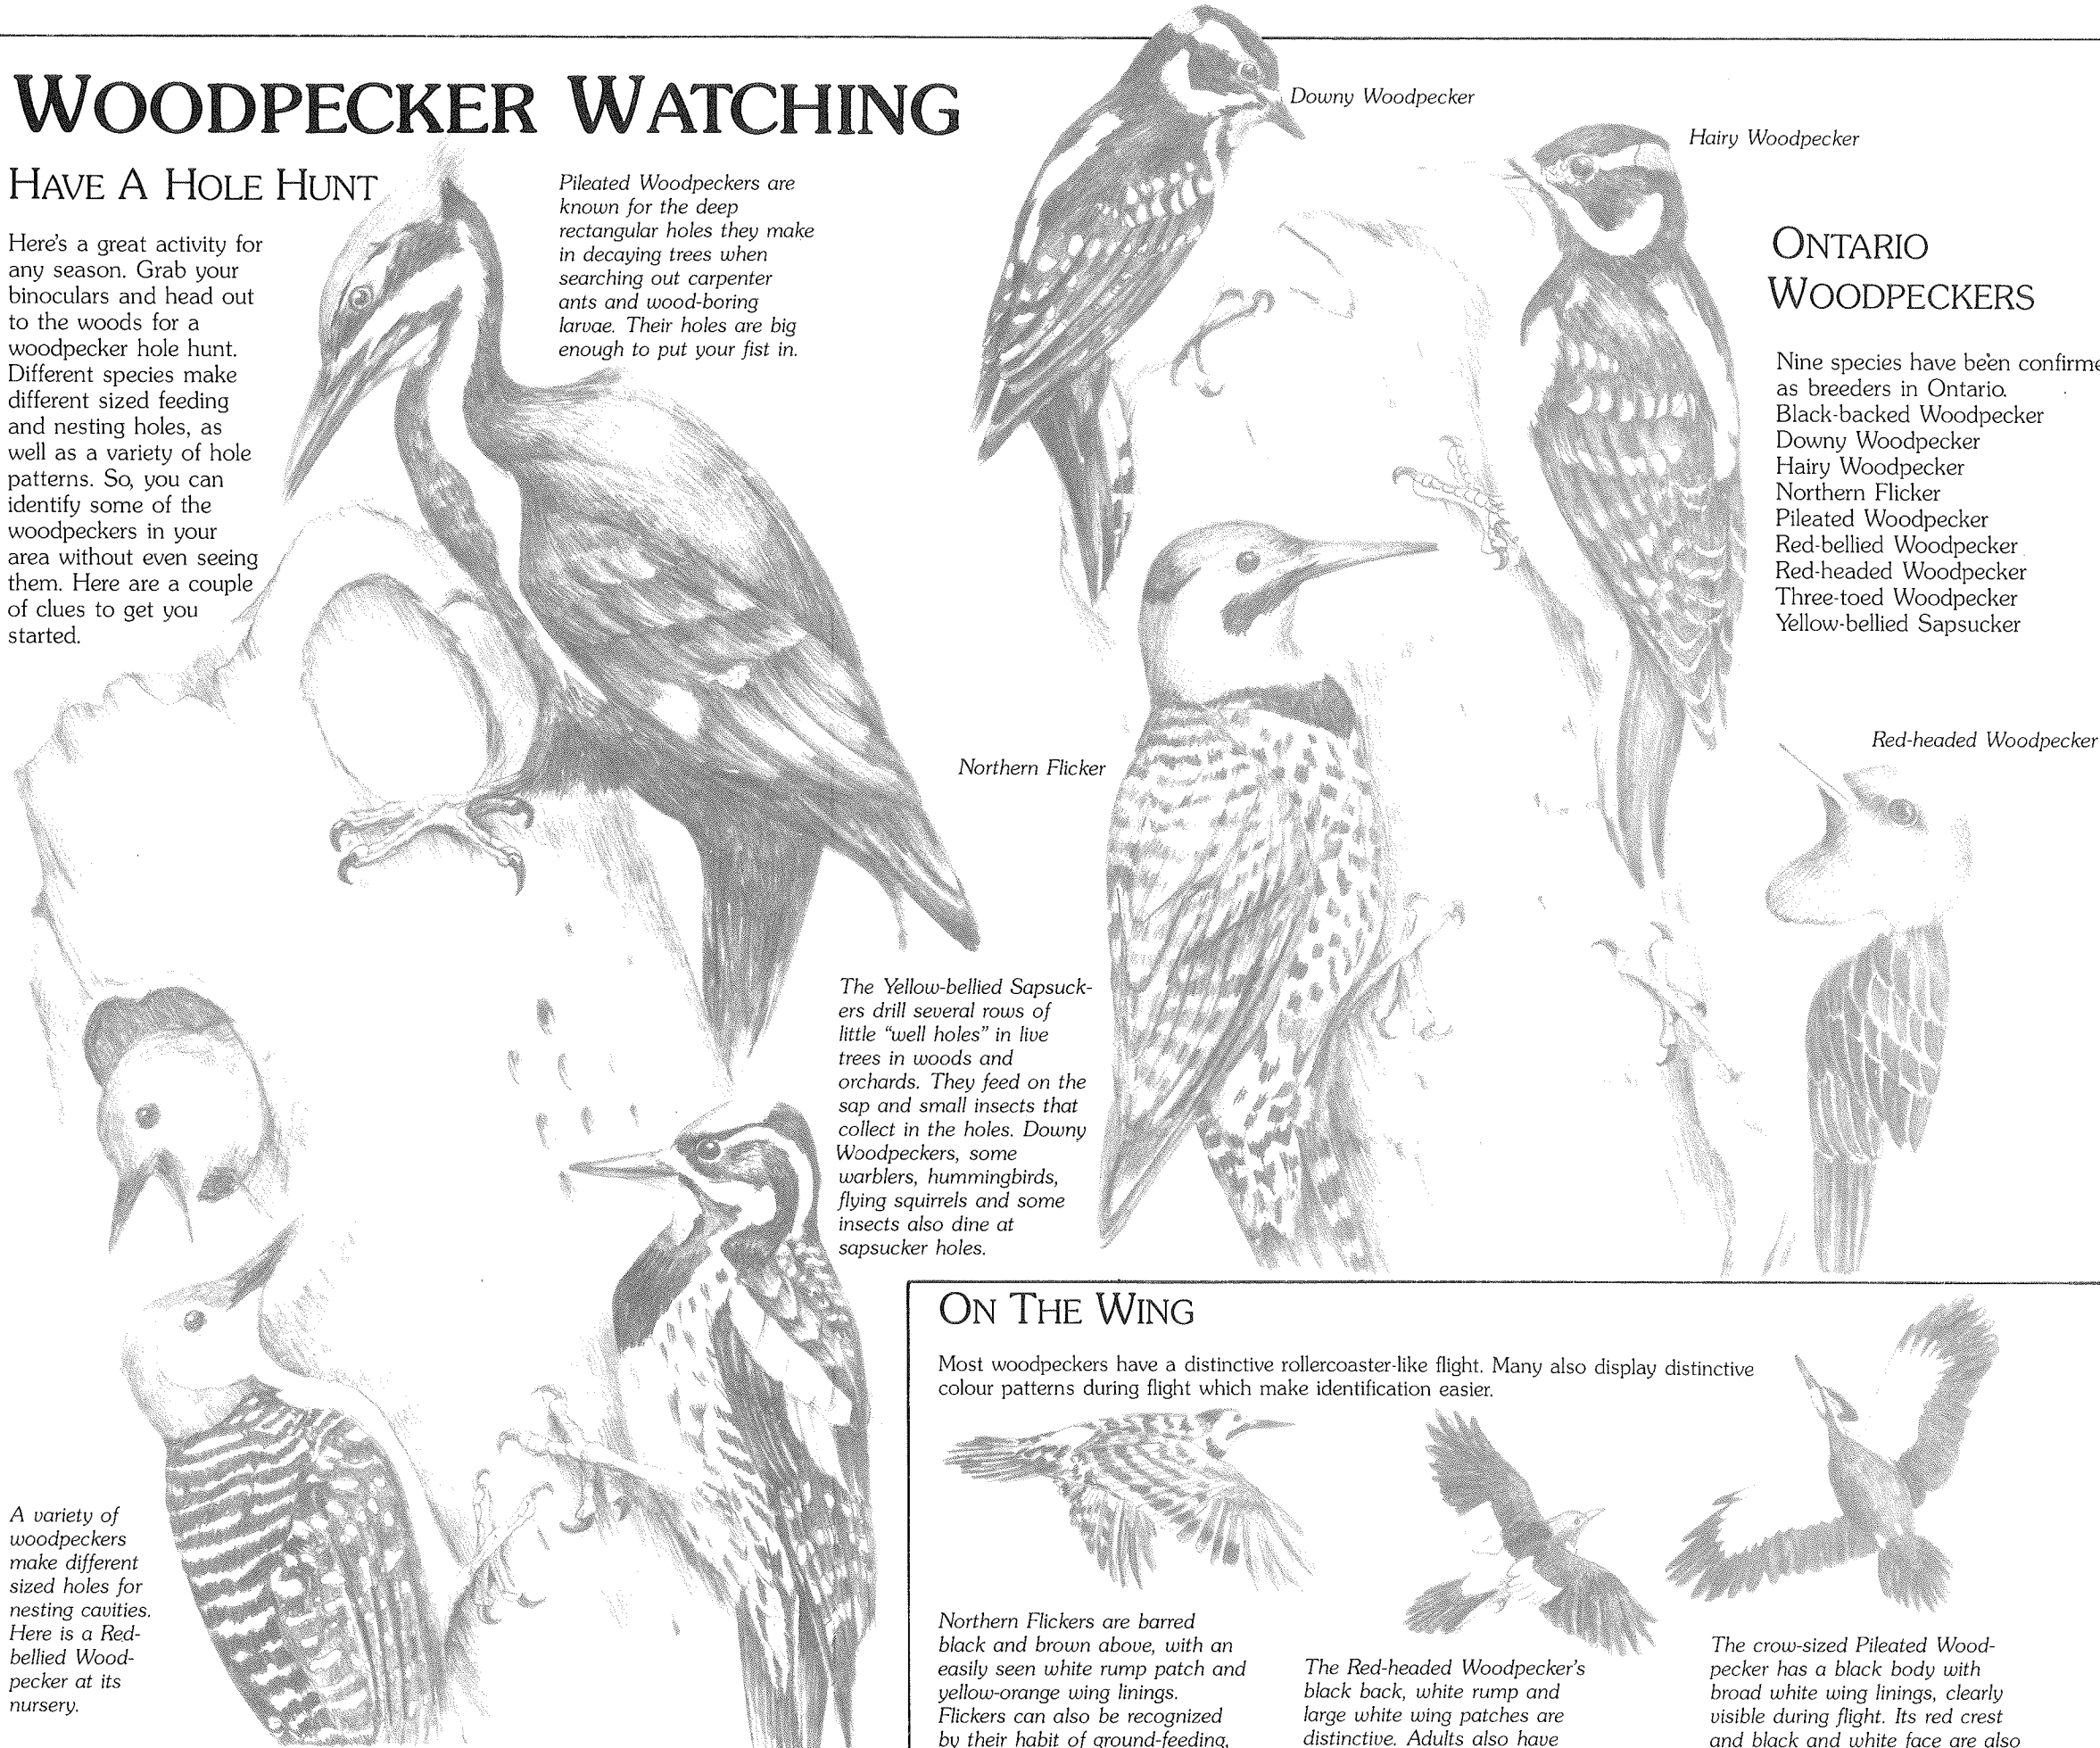 WOODPECKER WATCHING
HAVE A HOLE HUNT
Here's a great activity for
any season. Grab your
binoculars and head out
to the woods for a
woodpecker hole hunt.
Different species make
different sized feeding
and nesting holes, as
well as a variety of hole
patterns. So, you can
identify some of the
woodpeckers in your
area without even seeing
them. Here are a couple
of clues to get you
started.
Pileated Woodpeckers are
known for the deep
rectangular holes they make
in decaying trees when
searching out carpenter
ants and wood-boring
larvae. Their holes are big
enough to put your fist in.
Downy Woodpecker
Hairy Woodpecker
ONTARIO
WOODPECKERS
Nine species have been confirme
as breeders in Ontario.
Black-backed Woodpecker
Downy Woodpecker
Hairy Woodpecker
Northern Flicker
Pileated Woodpecker
Red-bellied Woodpecker
Red-headed Woodpecker
Three-toed Woodpecker
Yellow-bellied Sapsucker
Northern Flicker
Red-headed Woodpecker
The Yellow-bellied Sapsuck-
ers drill several rows of
little "well holes" in live
trees in woods and
orchards. They feed on the
sap and small insects that
collect in the holes. Downy
Woodpeckers, some
warblers, hummingbirds,
flying squirrels and some
insects also dine at
sapsucker holes.
A variety of
woodpeckers
make different
sized holes for
nesting cavities.
Here is a Red-
bellied Wood-
pecker at its
nursery.
ON THE WING
Most woodpeckers have a distinctive rollercoaster-like flight. Many also display distinctive
colour patterns during flight which make identification easier.
Northern Flickers are barred
black and brown above, with an
easily seen white rump patch and
yellow-orange wing linings.
Flickers can also be recognized
by their habit of ground-feeding,
The Red-headed Woodpecker's
black back, white rump and
large white wing patches are
distinctive. Adults also have
The crow-sized Pileated Wood-
pecker has a black body with
broad white wing linings, clearly
visible during flight. Its red crest
and black and white face are also